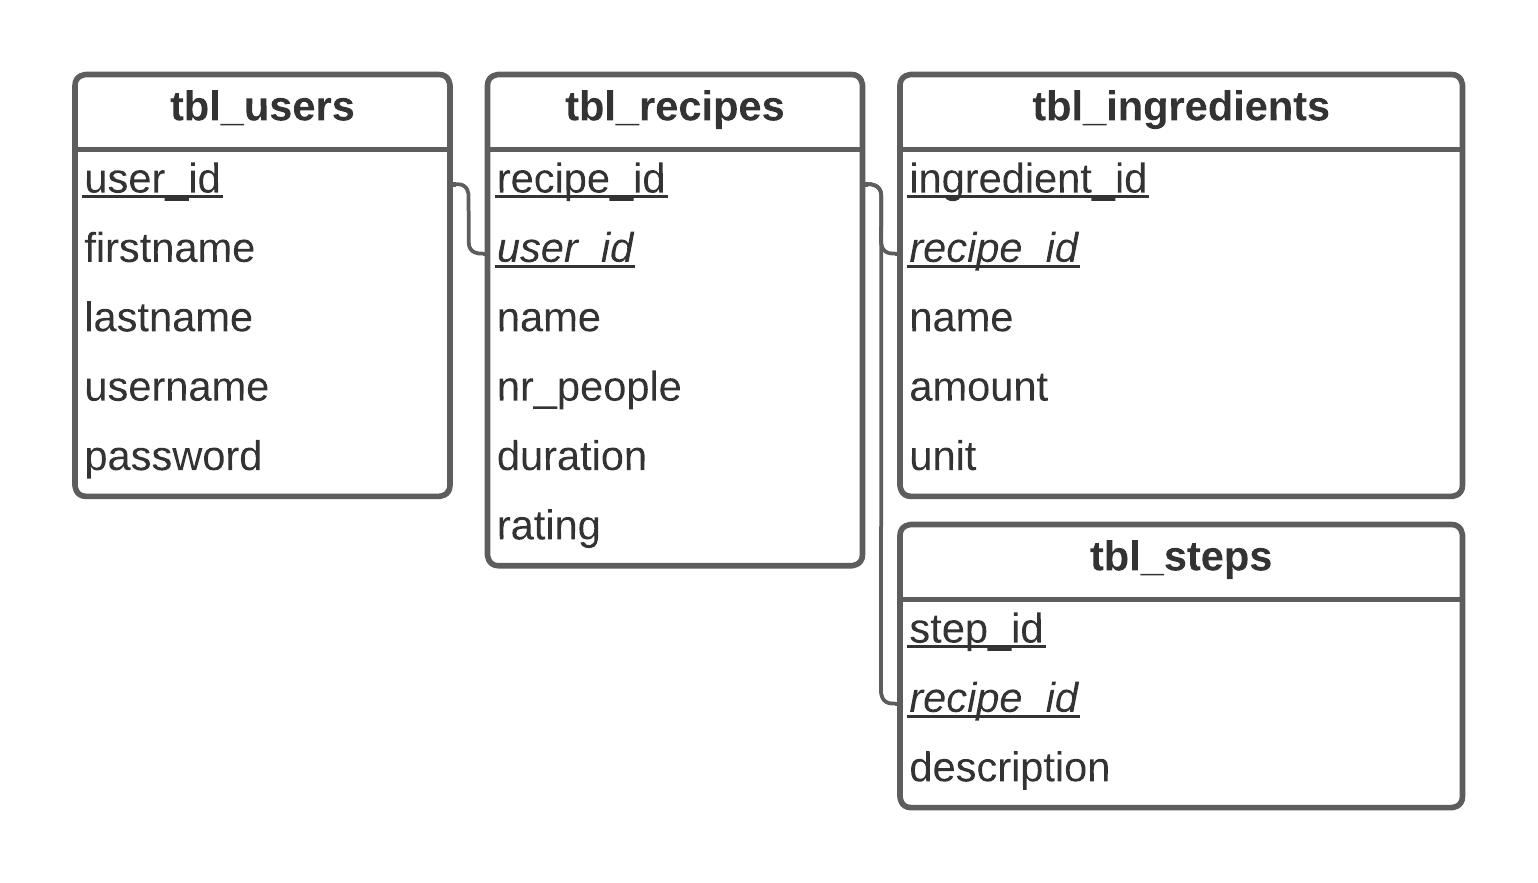 tbl_users
user_id
firstname
lastname
username
password
tbl_recipes
recipe_id
user_id
name
nr_people
duration
rating
tbl_ingredients
ingredient_id
recipe_id
name
amount
unit
tbl_steps
step_id
recipe_id
description